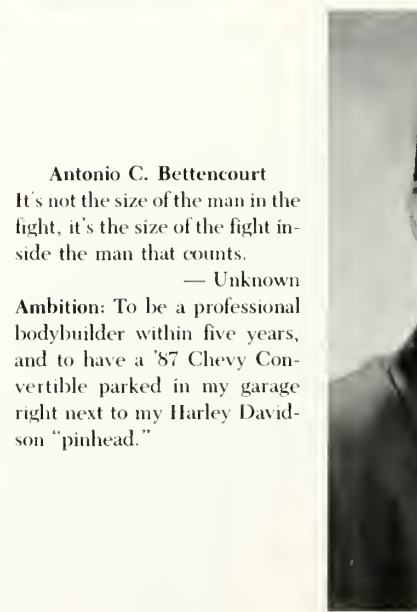 Antonio C. Bettencourt
It's not the size of the man in the
fight, it's the size of the fight in-
side the man that counts.
— Unknown
Ambition: To be a professional
bodybuilder within five years,
and to have a '87 Chevy Con-
vertible parked in my garage
right next to my Harley David-
son “pinhead.”